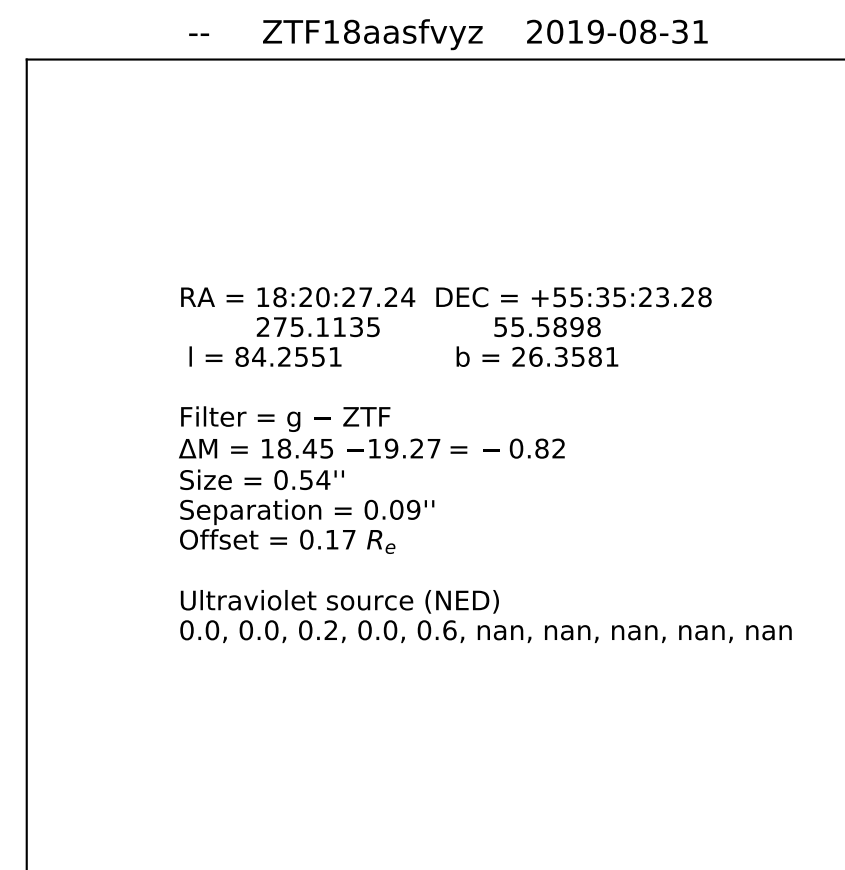 -- ZTF18aasfvyz 2019-08-31
RA = 18:20:27.24 DEC = +55:35:23.28
275.1135 55.5898
l = 84.2551 b = 26.3581
Filter = g − ZTF
ΔM = 18.45 −19.27 = − 0.82
Size = 0.54''
Separation = 0.09''
Offset = 0.17 Re
Ultraviolet source (NED)
0.0, 0.0, 0.2, 0.0, 0.6, nan, nan, nan, nan, nan